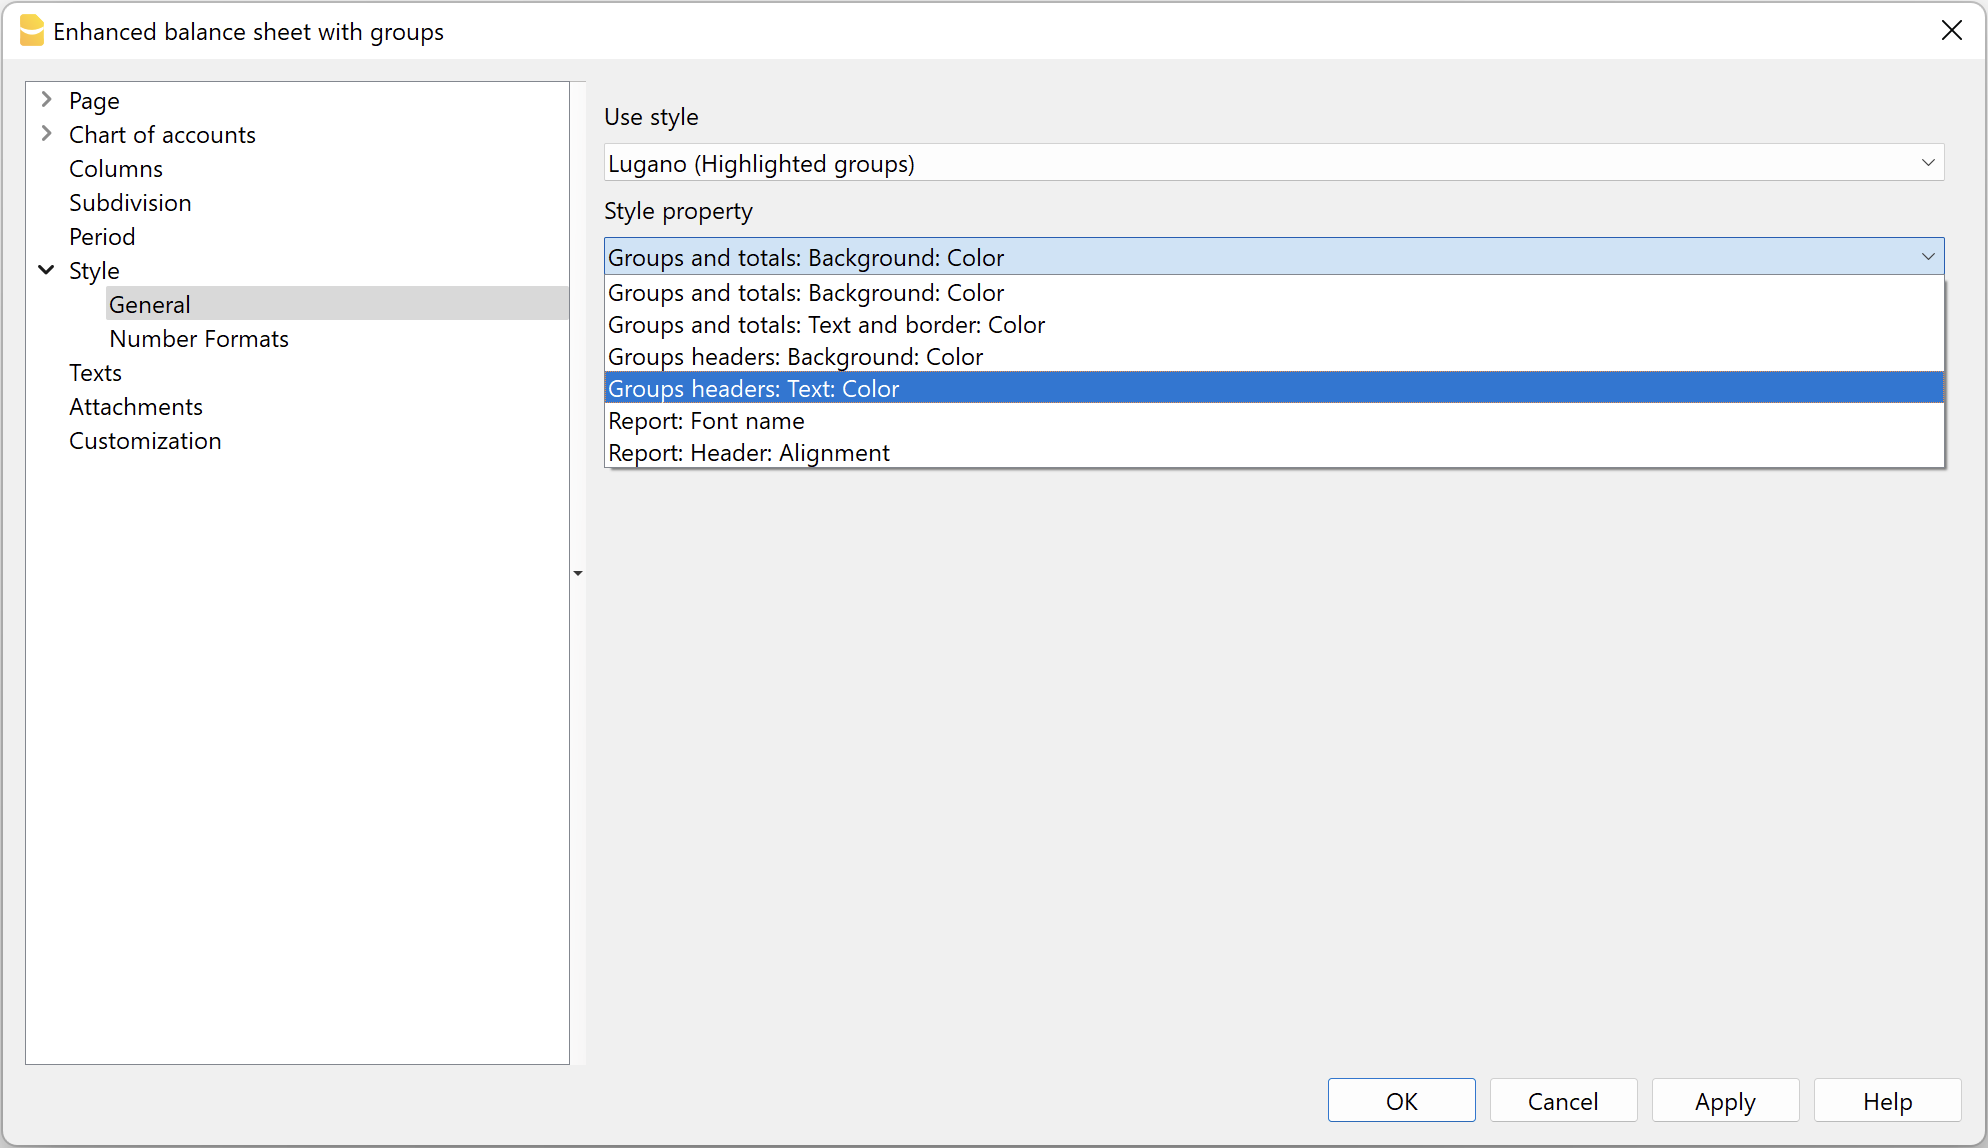 Enhanced balance sheet with groups
Page
Chart of accounts
Columns
Subdivision
Period
Style
General
Number Formats
Texts
Attachments
Customization
Use style
Lugano (Highlighted groups)
Style property
Groups and totals: Background: Color
Groups and totals: Background: Color
Groups and totals: Text and border: Color
Groups headers: Background: Color
Groups headers: Text: Color
Report: Font name
Report: Header: Alignment
OK
Cancel
Apply
Help